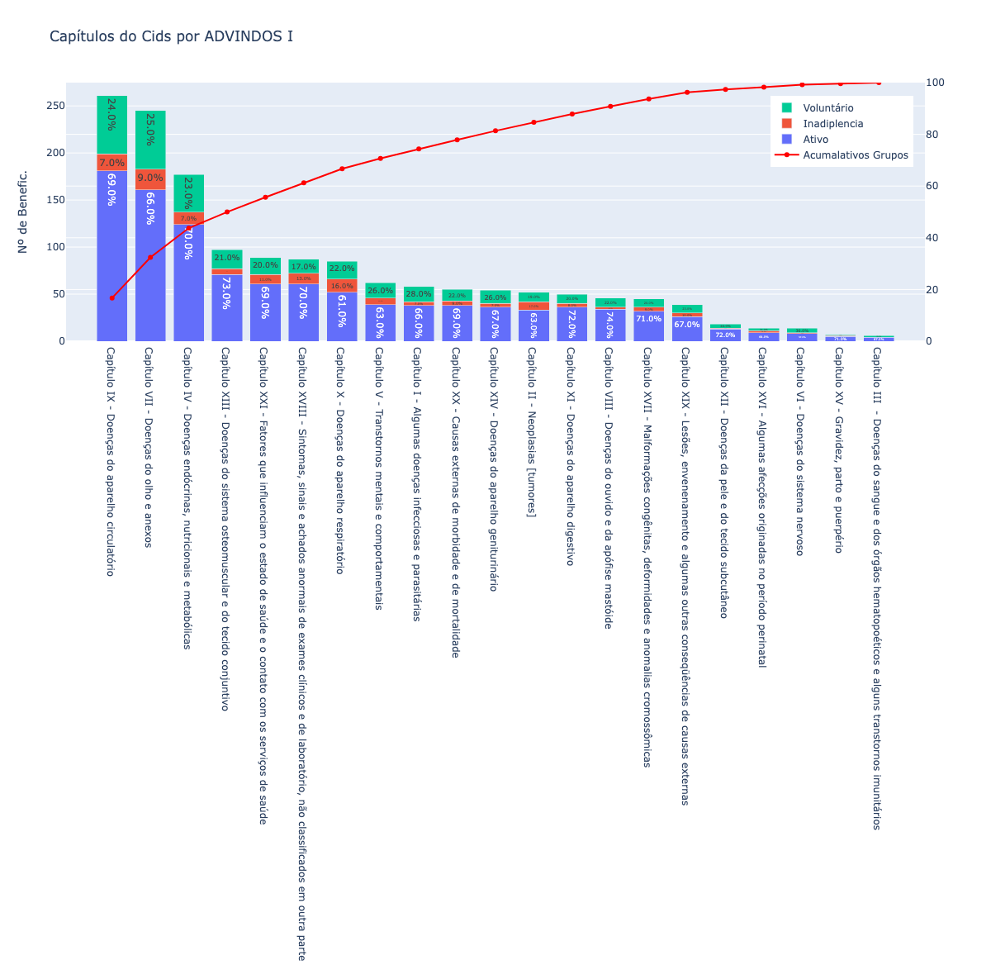 Capítulos do Cids por ADVINDOS I
Nº de Benefic.
250
200
150
100
50
0
100
80
60
40
20
0
Voluntário
Inadiplencia
Ativo
Acumalativos Grupos
24.0%
7.0%
69.0%
25.0%
9.0%
66.0%
23.0%
7.0%
70.0%
21.0%
73.0%
20.0%
69.0%
17.0%
70.0%
22.0%
16.0%
61.0%
26.0%
63.0%
28.0%
66.0%
22.0%
69.0%
26.0%
67.0%
63.0%
72.0%
74.0%
71.0%
67.0%
72.0%
Capítulo IX - Doenças do aparelho circulatório
Capítulo VII - Doenças do olho e anexos
Capítulo IV - Doenças endócrinas, nutricionais e metabólicas
Capítulo XIII - Doenças do sistema osteomuscular e do tecido conjuntivo
Capítulo XXI - Fatores que influenciam o estado de saúde e o contato com os serviços de saúde
Capítulo XVIII - Sintomas, sinais e achados anormais de exames clínicos e de laboratório, não classificados em outra parte
Capítulo X - Doenças do aparelho respiratório
Capítulo V - Transtornos mentais e comportamentais
Capítulo I - Algumas doenças infecciosas e parasitárias
Capítulo XX - Causas externas de morbidade e de mortalidade
Capítulo XIV - Doenças do aparelho geniturinário
Capítulo II - Neoplasias [tumores]
Capítulo XI - Doenças do aparelho digestivo
Capítulo VIII - Doenças do ouvido e da apófise mastóide
Capítulo XVII - Malformações congênitas, deformidades e anomalias cromossômicas
Capítulo XIX - Lesões, envenenamento e algumas outras conseqüências de causas externas
Capítulo XII - Doenças da pele e do tecido subcutâneo
Capítulo XVI - Algumas afecções originadas no período perinatal
Capítulo VI - Doenças do sistema nervoso
Capítulo XV - Gravidez, parto e puerpério
Capítulo III  - Doenças do sangue e dos órgãos hematopoéticos e alguns transtornos imunitários